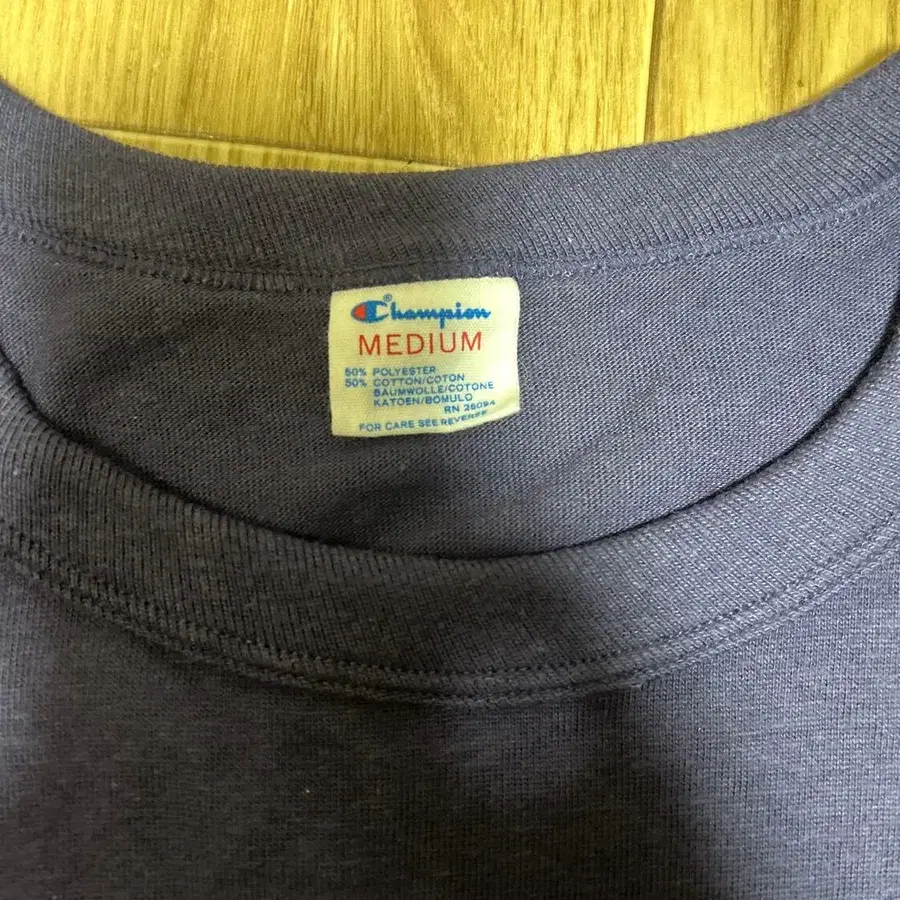 Champion®
MEDIUM
50% POLYESTER
50% COTTON/COTON
BAUMWOLLE/COTONE
KATOEN/BOMULO
RN 26094
FOR CARE SEE REVERSE